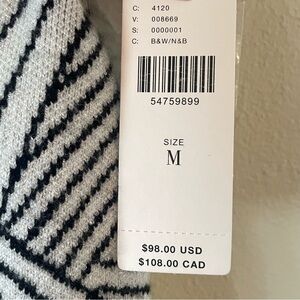 C: 4120
V: 008669
S: 0000001
C: B&W/N&B
54759899
SIZE
M
$98.00 USD
$108.00 CAD